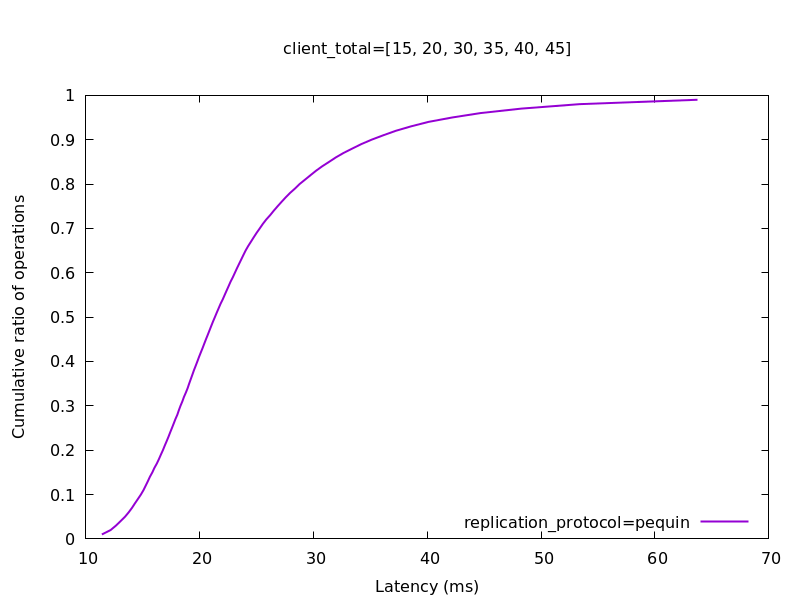 client_total=[15, 20, 30, 35, 40, 45]
1
0.9
0.8
0.7
0.6
0.5
0.4
0.3
0.2
0.1
0
Cumulative ratio of operations
replication_protocol=pequin
10 20 30 40 50 60 70
Latency (ms)